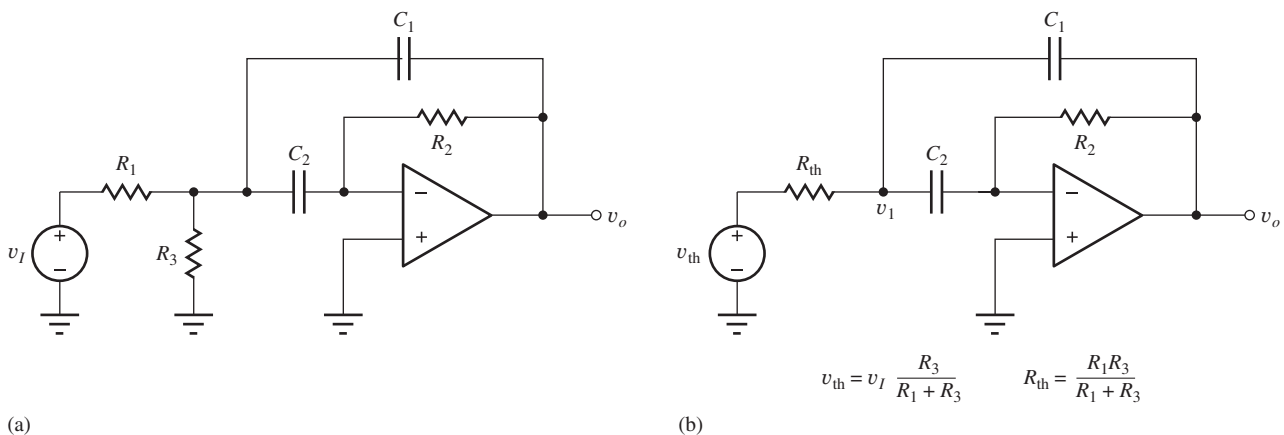 C₁
C₁
R₂
R₂
R₁
C₂
Rth
C₂
v₁
R₃
vI
vo
vth
vo
+
−
−
+
+
−
−
+
vth = vI R₃ / (R₁ + R₃)
Rth = R₁R₃ / (R₁ + R₃)
(a)
(b)